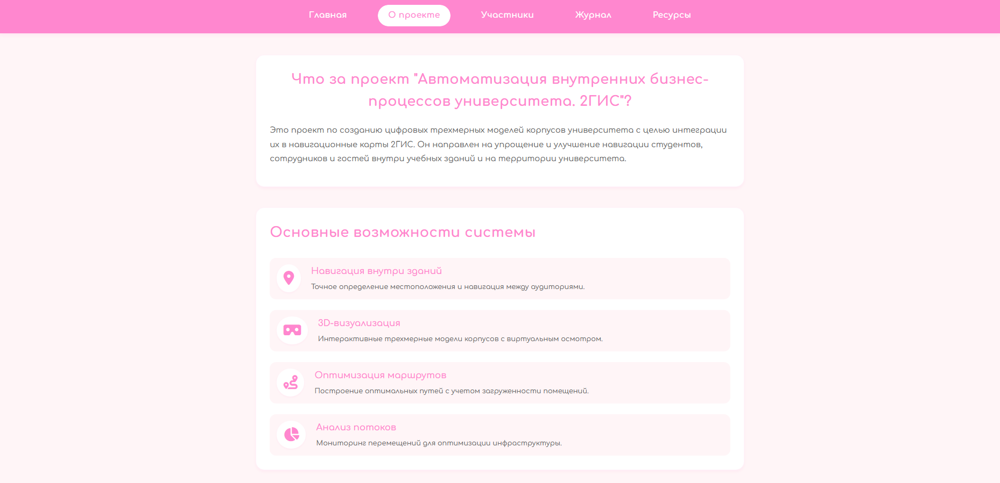 Главная О проекте Участники Журнал Ресурсы
Что за проект "Автоматизация внутренних бизнес-
процессов университета. 2ГИС"?
Это проект по созданию цифровых трехмерных моделей корпусов университета с целью интеграции
их в навигационные карты 2ГИС. Он направлен на упрощение и улучшение навигации студентов,
сотрудников и гостей внутри учебных зданий и на территории университета.
Основные возможности системы
Навигация внутри зданий
Точное определение местоположения и навигация между аудиториями.
3D-визуализация
Интерактивные трехмерные модели корпусов с виртуальным осмотром.
Оптимизация маршрутов
Построение оптимальных путей с учетом загруженности помещений.
Анализ потоков
Мониторинг перемещений для оптимизации инфраструктуры.